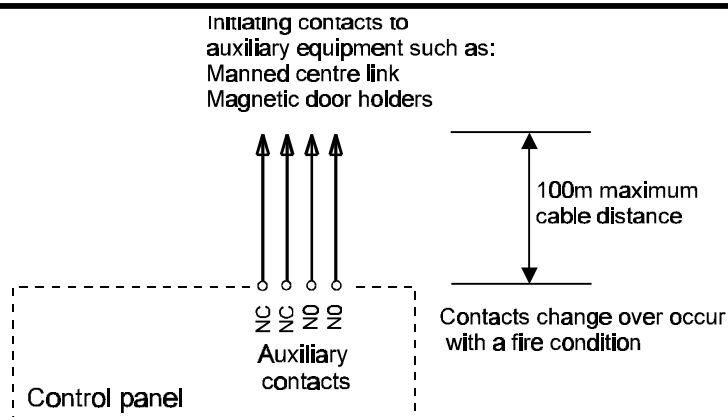 Initiating contacts to
auxiliary equipment such as:
Manned centre link
Magnetic door holders
100m maximum
cable distance
NC
NC
NO
NO
Contacts change over occur
with a fire condition
Auxiliary
contacts
Control panel